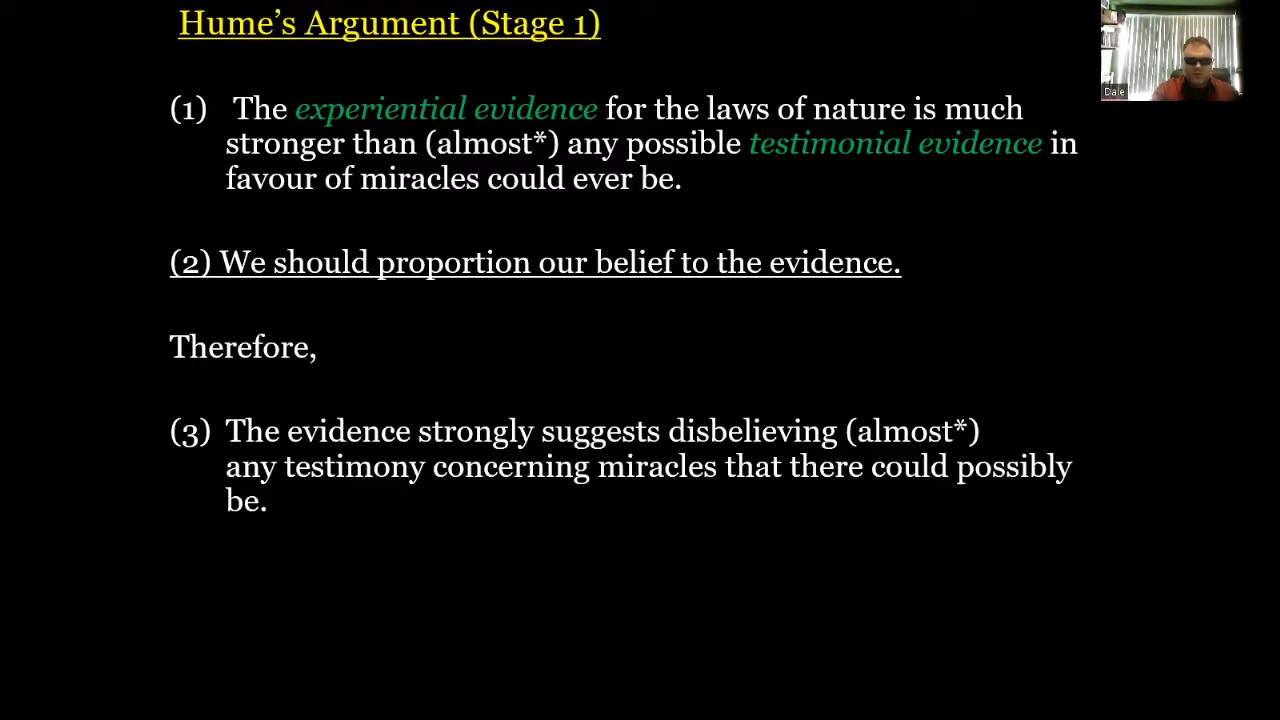 Hume's Argument (Stage 1)
Dale
(1) The experiential evidence for the laws of nature is much
stronger than (almost*) any possible testimonial evidence in
favour of miracles could ever be.
(2) We should proportion our belief to the evidence.
Therefore,
(3) The evidence strongly suggests disbelieving (almost*)
any testimony concerning miracles that there could possibly
be.